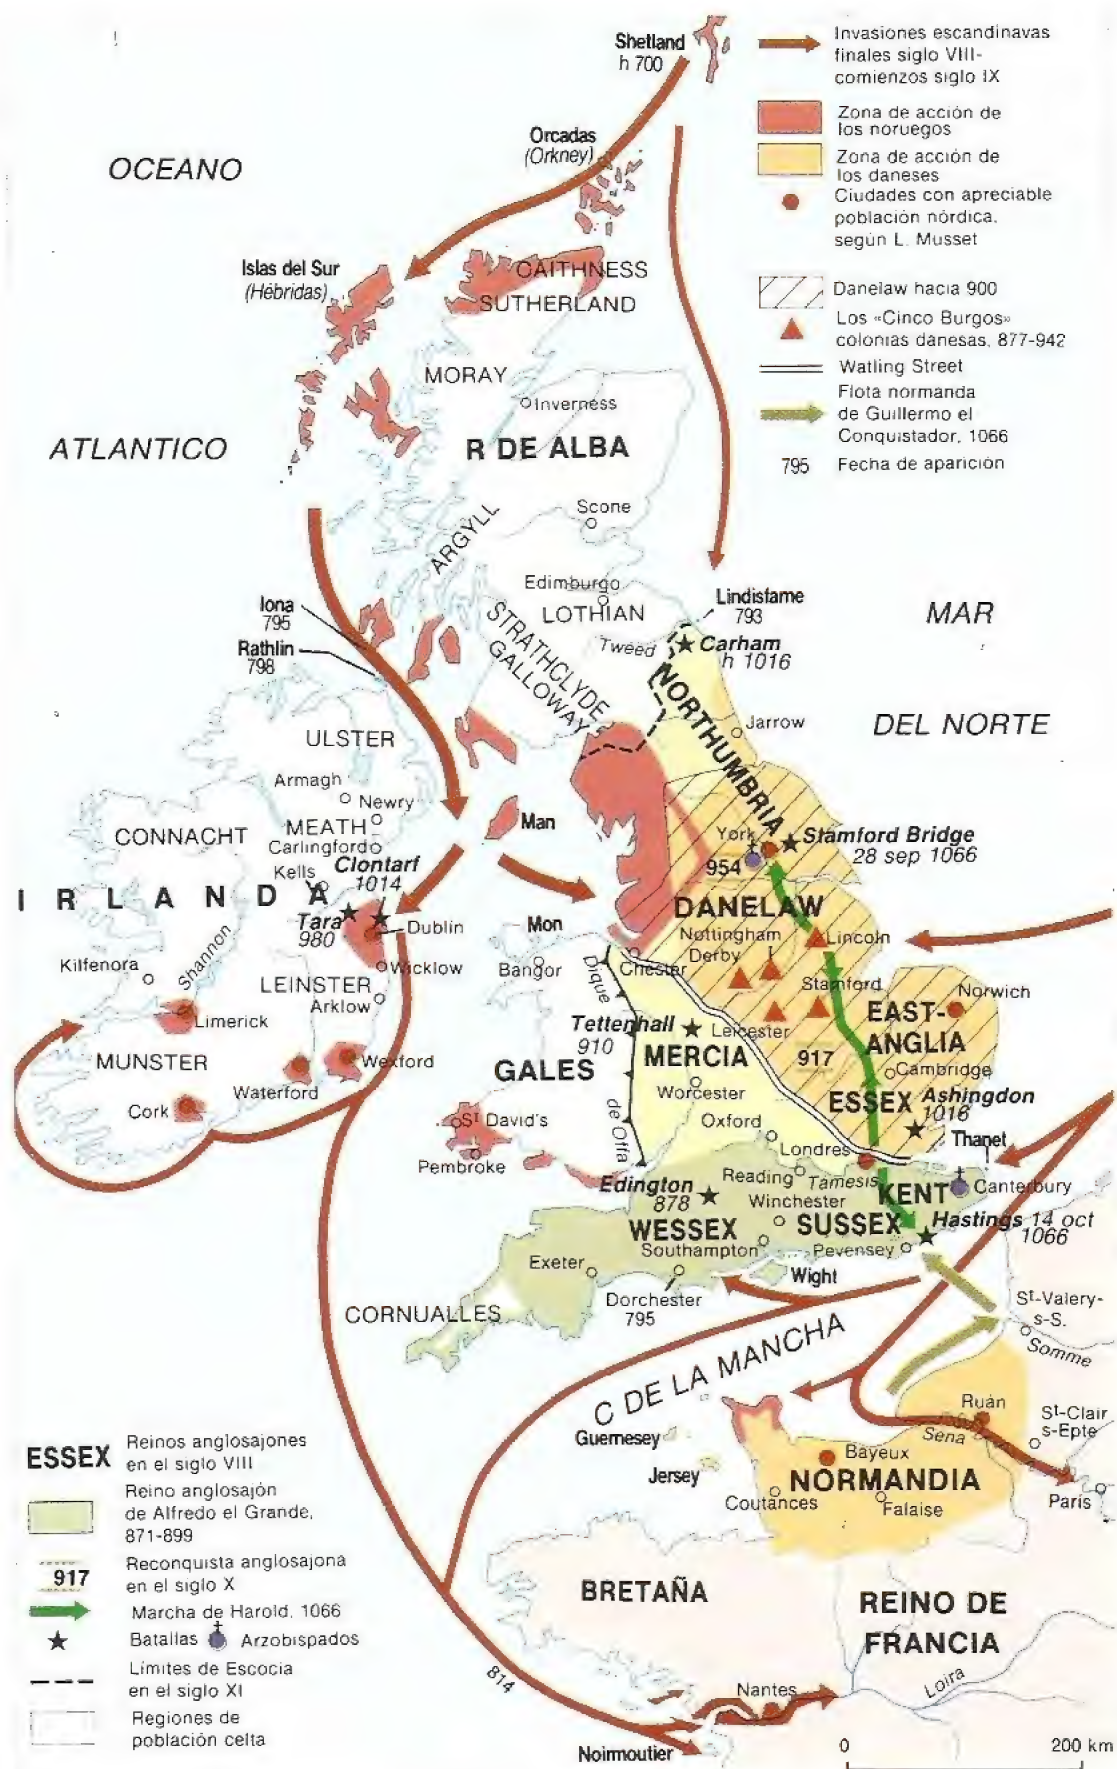 Shetland
h 700
Invasiones escandinavas
finales siglo VIII-
comienzos siglo IX
Zona de acción de
los noruegos
Zona de acción de
los daneses
Ciudades con apreciable
población nórdica,
según L. Musset
Danelaw hacia 900
Los «Cinco Burgos»
colonias danesas, 877-942
Watling Street
Flota normanda
de Guillermo el
Conquistador, 1066
795 Fecha de aparición
OCEANO
Orcadas
(Orkney)
Islas del Sur
(Hébridas)
CAITHNESS
SUTHERLAND
MORAY
Inverness
ATLANTICO
R DE ALBA
Scone
ARGYLL
Edimburgo
LOTHIAN
Lindisfarne
793
MAR
Iona
795
Rathlin
798
STRATHCLYDE
GALLOWAY
Tweed
Carham
h 1016
NORTHUMBRIA
Jarrow
DEL NORTE
ULSTER
Armagh
Newry
CONNACHT
MEATH
Carlingford
Man
York
Stamford Bridge
28 sep 1066
954
Kells
Clontarf
1014
IRLANDA
Tara
980
Dublin
DANELAW
Mon
Nottingham
Lincoln
Derby
Kilfenora
Shannon
Wicklow
Bangor
Chester
Dique
LEINSTER
Arklow
Stamford
Norwich
Limerick
Tettenhall
910
Leicester
EAST-
ANGLIA
MUNSTER
Wexford
GALES
MERCIA
917
Cambridge
Waterford
Worcester
ESSEX
Ashingdon
1016
Cork
St David's
de Offa
Oxford
Londres
Thanet
Pembroke
Reading
Tamesis
KENT
Canterbury
Edington
878
Winchester
WESSEX
SUSSEX
Hastings 14 oct
1066
Southampton
Pevensey
Exeter
Wight
Dorchester
795
CORNUALLES
St-Valery-
s-S.
Somme
C DE LA MANCHA
Ruán
Sena
St-Clair
s-Epte
Guernesey
Bayeux
Jersey
NORMANDIA
Coutances
Falaise
París
ESSEX Reinos anglosajones
en el siglo VIII
Reino anglosajón
de Alfredo el Grande,
871-899
917 Reconquista anglosajona
en el siglo X
Marcha de Harold, 1066
Batallas Arzobispados
Límites de Escocia
en el siglo XI
Regiones de
población celta
BRETAÑA
REINO DE
FRANCIA
814
Nantes
Loira
Noirmoutier
0 200 km